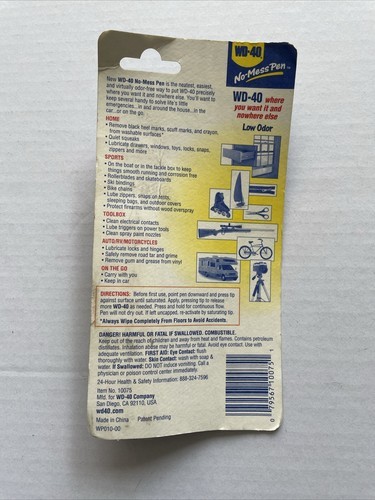 New WD-40 No-Mess Pen is the neatest, easiest,
and virtually odor-free way to put WD-40 precisely
where you want it and nowhere else. You'll want to
keep several handy to solve life's little
emergencies... in and around the house... in the
car...or on the go.
HOME
• Remove black heel marks, scuff marks, and crayon,
from washable surfaces*
• Quiet squeaks
• Lubricate drawers, windows, toys, locks, snaps,
zippers and more
SPORTS
• On the boat or in the tackle box to keep
things smooth running and corrosion free
• Rollerblades and skateboards
• Ski bindings
• Bike chains
• Lube zippers, snaps on tents,
sleeping bags, and outdoor covers
• Protect firearms without wood overspray
TOOLBOX
• Clean electrical contacts
• Lube triggers on power tools
• Clean spray paint nozzles
AUTO/RV/MOTORCYCLES
• Lubricate locks and hinges
• Safely remove road tar and grime
• Remove gum and grease from vinyl
ON THE GO
• Carry with you
• Keep in car
WD-40
No-Mess Pen™
WD-40 where
you want it and
nowhere else
Low Odor
DIRECTIONS: Before first use, point pen downward and press tip
against surface until saturated. Apply, pressing tip to release
more WD-40 as needed. Press and hold for continuous flow.
Pen will not dry out. If left uncapped, re-activate by saturating tip.
*Always Wipe Completely From Floors to Avoid Accidents.
DANGER! HARMFUL OR FATAL IF SWALLOWED. COMBUSTIBLE.
Keep out of the reach of children and away from heat and flames. Contains petroleum
distillates. Inhalation abuse may be harmful or fatal. Avoid eye contact. Use with
adequate ventilation. FIRST AID: Eye Contact: flush
thoroughly with water. Skin Contact: wash with soap &
water. If Swallowed: DO NOT induce vomiting. Call a
physician or poison control center immediately.
24-Hour Health & Safety Information: 888-324-7596
Item No. 10075
Mfd. for WD-40 Company
San Diego, CA 92110, USA
wd40.com
Made in China Patent Pending
WP010-00
0 79567 10075 1